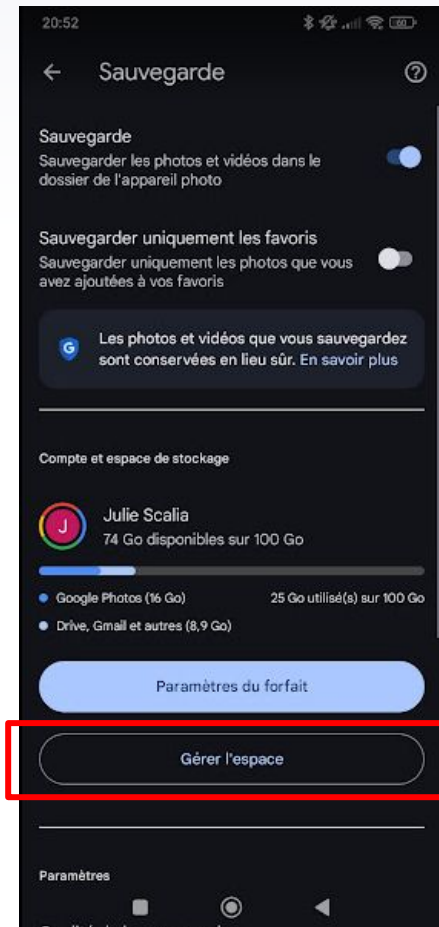 20:52
60
Sauvegarde
Sauvegarde
Sauvegarder les photos et vidéos dans le
dossier de l'appareil photo
Sauvegarder uniquement les favoris
Sauvegarder uniquement les photos que vous
avez ajoutées à vos favoris
G
Les photos et vidéos que vous sauvegardez
sont conservées en lieu sûr. En savoir plus
Compte et espace de stockage
J
Julie Scalia
74 Go disponibles sur 100 Go
Google Photos (16 Go) 25 Go utilisé(s) sur 100 Go
Drive, Gmail et autres (8,9 Go)
Paramètres du forfait
Gérer l'espace
Paramètres